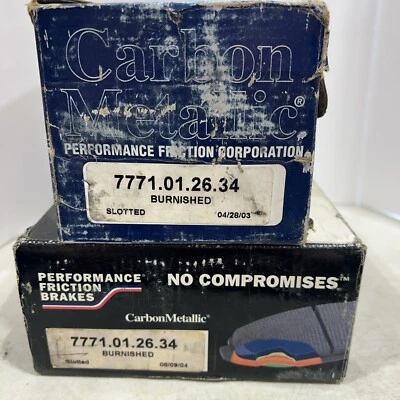 Carbon
Metallic®
PERFORMANCE FRICTION CORPORATION
7771.01.26.34
BURNISHED
SLOTTED 04/28/03
PERFORMANCE
FRICTION
BRAKES
NO COMPROMISES™
CarbonMetallic®
7771.01.26.34
BURNISHED
Slotted 08/09/04